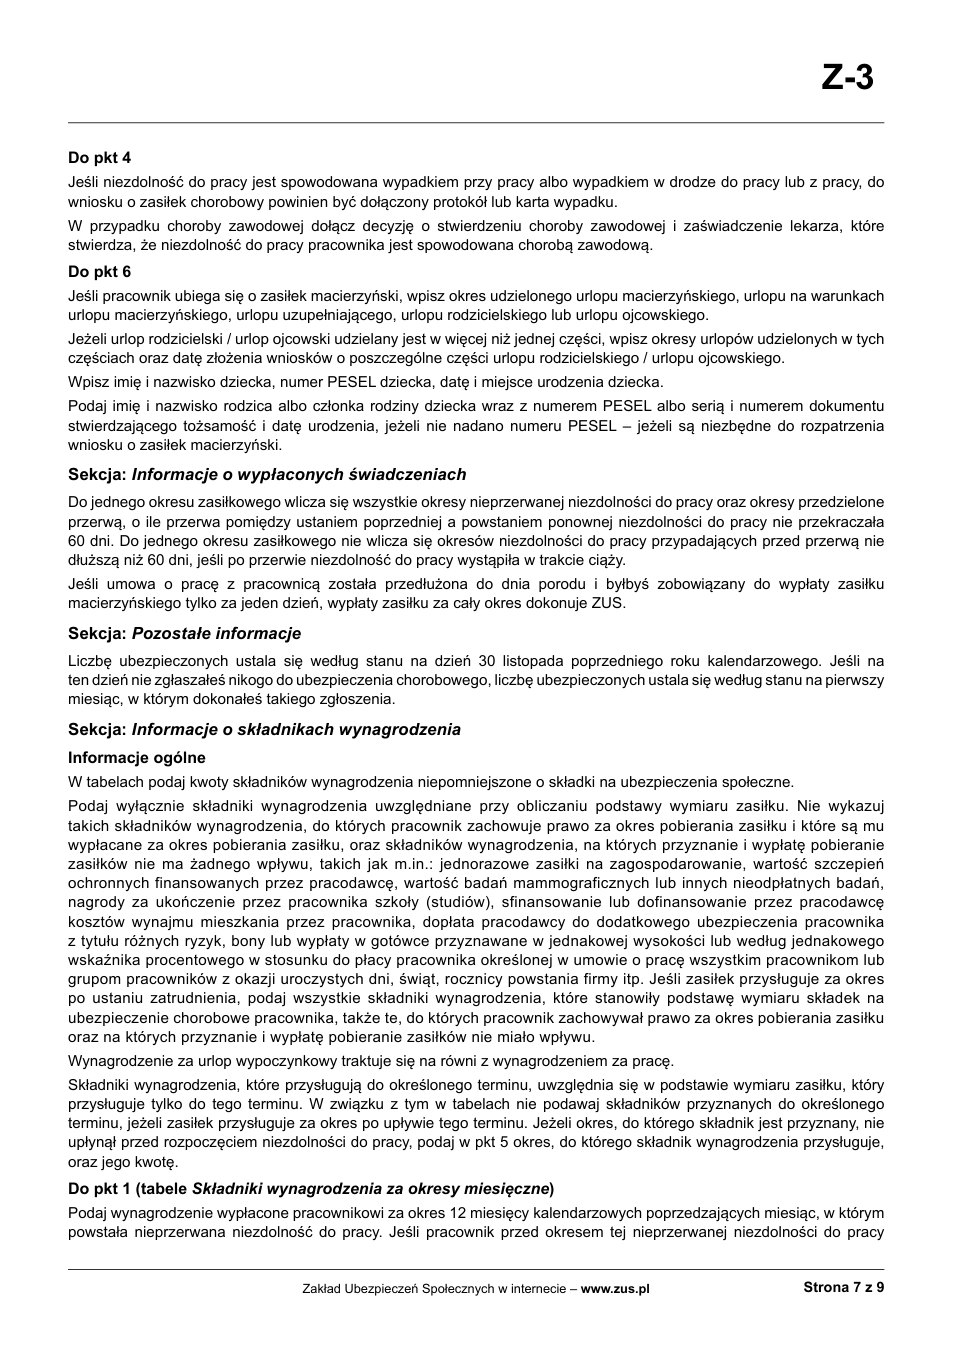 Z-3
Do pkt 4
Jeśli niezdolność do pracy jest spowodowana wypadkiem przy pracy albo wypadkiem w drodze do pracy lub z pracy, do
wniosku o zasiłek chorobowy powinien być dołączony protokół lub karta wypadku.
W przypadku choroby zawodowej dołącz decyzję o stwierdzeniu choroby zawodowej i zaświadczenie lekarza, które
stwierdza, że niezdolność do pracy pracownika jest spowodowana chorobą zawodową.
Do pkt 6
Jeśli pracownik ubiega się o zasiłek macierzyński, wpisz okres udzielonego urlopu macierzyńskiego, urlopu na warunkach
urlopu macierzyńskiego, urlopu uzupełniającego, urlopu rodzicielskiego lub urlopu ojcowskiego.
Jeżeli urlop rodzicielski / urlop ojcowski udzielany jest w więcej niż jednej części, wpisz okresy urlopów udzielonych w tych
częściach oraz datę złożenia wniosków o poszczególne części urlopu rodzicielskiego / urlopu ojcowskiego.
Wpisz imię i nazwisko dziecka, numer PESEL dziecka, datę i miejsce urodzenia dziecka.
Podaj imię i nazwisko rodzica albo członka rodziny dziecka wraz z numerem PESEL albo serią i numerem dokumentu
stwierdzającego tożsamość i datę urodzenia, jeżeli nie nadano numeru PESEL – jeżeli są niezbędne do rozpatrzenia
wniosku o zasiłek macierzyński.
Sekcja: Informacje o wypłaconych świadczeniach
Do jednego okresu zasiłkowego wlicza się wszystkie okresy nieprzerwanej niezdolności do pracy oraz okresy przedzielone
przerwą, o ile przerwa pomiędzy ustaniem poprzedniej a powstaniem ponownej niezdolności do pracy nie przekraczała
60 dni. Do jednego okresu zasiłkowego nie wlicza się okresów niezdolności do pracy przypadających przed przerwą nie
dłuższą niż 60 dni, jeśli po przerwie niezdolność do pracy wystąpiła w trakcie ciąży.
Jeśli umowa o pracę z pracownicą została przedłużona do dnia porodu i byłbyś zobowiązany do wypłaty zasiłku
macierzyńskiego tylko za jeden dzień, wypłaty zasiłku za cały okres dokonuje ZUS.
Sekcja: Pozostałe informacje
Liczbę ubezpieczonych ustala się według stanu na dzień 30 listopada poprzedniego roku kalendarzowego. Jeśli na
ten dzień nie zgłaszałeś nikogo do ubezpieczenia chorobowego, liczbę ubezpieczonych ustala się według stanu na pierwszy
miesiąc, w którym dokonałeś takiego zgłoszenia.
Sekcja: Informacje o składnikach wynagrodzenia
Informacje ogólne
W tabelach podaj kwoty składników wynagrodzenia niepomniejszone o składki na ubezpieczenia społeczne.
Podaj wyłącznie składniki wynagrodzenia uwzględniane przy obliczaniu podstawy wymiaru zasiłku. Nie wykazuj
takich składników wynagrodzenia, do których pracownik zachowuje prawo za okres pobierania zasiłku i które są mu
wypłacane za okres pobierania zasiłku, oraz składników wynagrodzenia, na których przyznanie i wypłatę pobieranie
zasiłków nie ma żadnego wpływu, takich jak m.in.: jednorazowe zasiłki na zagospodarowanie, wartość szczepień
ochronnych finansowanych przez pracodawcę, wartość badań mammograficznych lub innych nieodpłatnych badań,
nagrody za ukończenie przez pracownika szkoły (studiów), sfinansowanie lub dofinansowanie przez pracodawcę
kosztów wynajmu mieszkania przez pracownika, dopłata pracodawcy do dodatkowego ubezpieczenia pracownika
z tytułu różnych ryzyk, bony lub wypłaty w gotówce przyznawane w jednakowej wysokości lub według jednakowego
wskaźnika procentowego w stosunku do płacy pracownika określonej w umowie o pracę wszystkim pracownikom lub
grupom pracowników z okazji uroczystych dni, świąt, rocznicy powstania firmy itp. Jeśli zasiłek przysługuje za okres
po ustaniu zatrudnienia, podaj wszystkie składniki wynagrodzenia, które stanowiły podstawę wymiaru składek na
ubezpieczenie chorobowe pracownika, także te, do których pracownik zachowywał prawo za okres pobierania zasiłku
oraz na których przyznanie i wypłatę pobieranie zasiłków nie miało wpływu.
Wynagrodzenie za urlop wypoczynkowy traktuje się na równi z wynagrodzeniem za pracę.
Składniki wynagrodzenia, które przysługują do określonego terminu, uwzględnia się w podstawie wymiaru zasiłku, który
przysługuje tylko do tego terminu. W związku z tym w tabelach nie podawaj składników przyznanych do określonego
terminu, jeżeli zasiłek przysługuje za okres po upływie tego terminu. Jeżeli okres, do którego składnik jest przyznany, nie
upłynął przed rozpoczęciem niezdolności do pracy, podaj w pkt 5 okres, do którego składnik wynagrodzenia przysługuje,
oraz jego kwotę.
Do pkt 1 (tabele Składniki wynagrodzenia za okresy miesięczne)
Podaj wynagrodzenie wypłacone pracownikowi za okres 12 miesięcy kalendarzowych poprzedzających miesiąc, w którym
powstała nieprzerwana niezdolność do pracy. Jeśli pracownik przed okresem tej nieprzerwanej niezdolności do pracy
Zakład Ubezpieczeń Społecznych w internecie – www.zus.pl
Strona 7 z 9